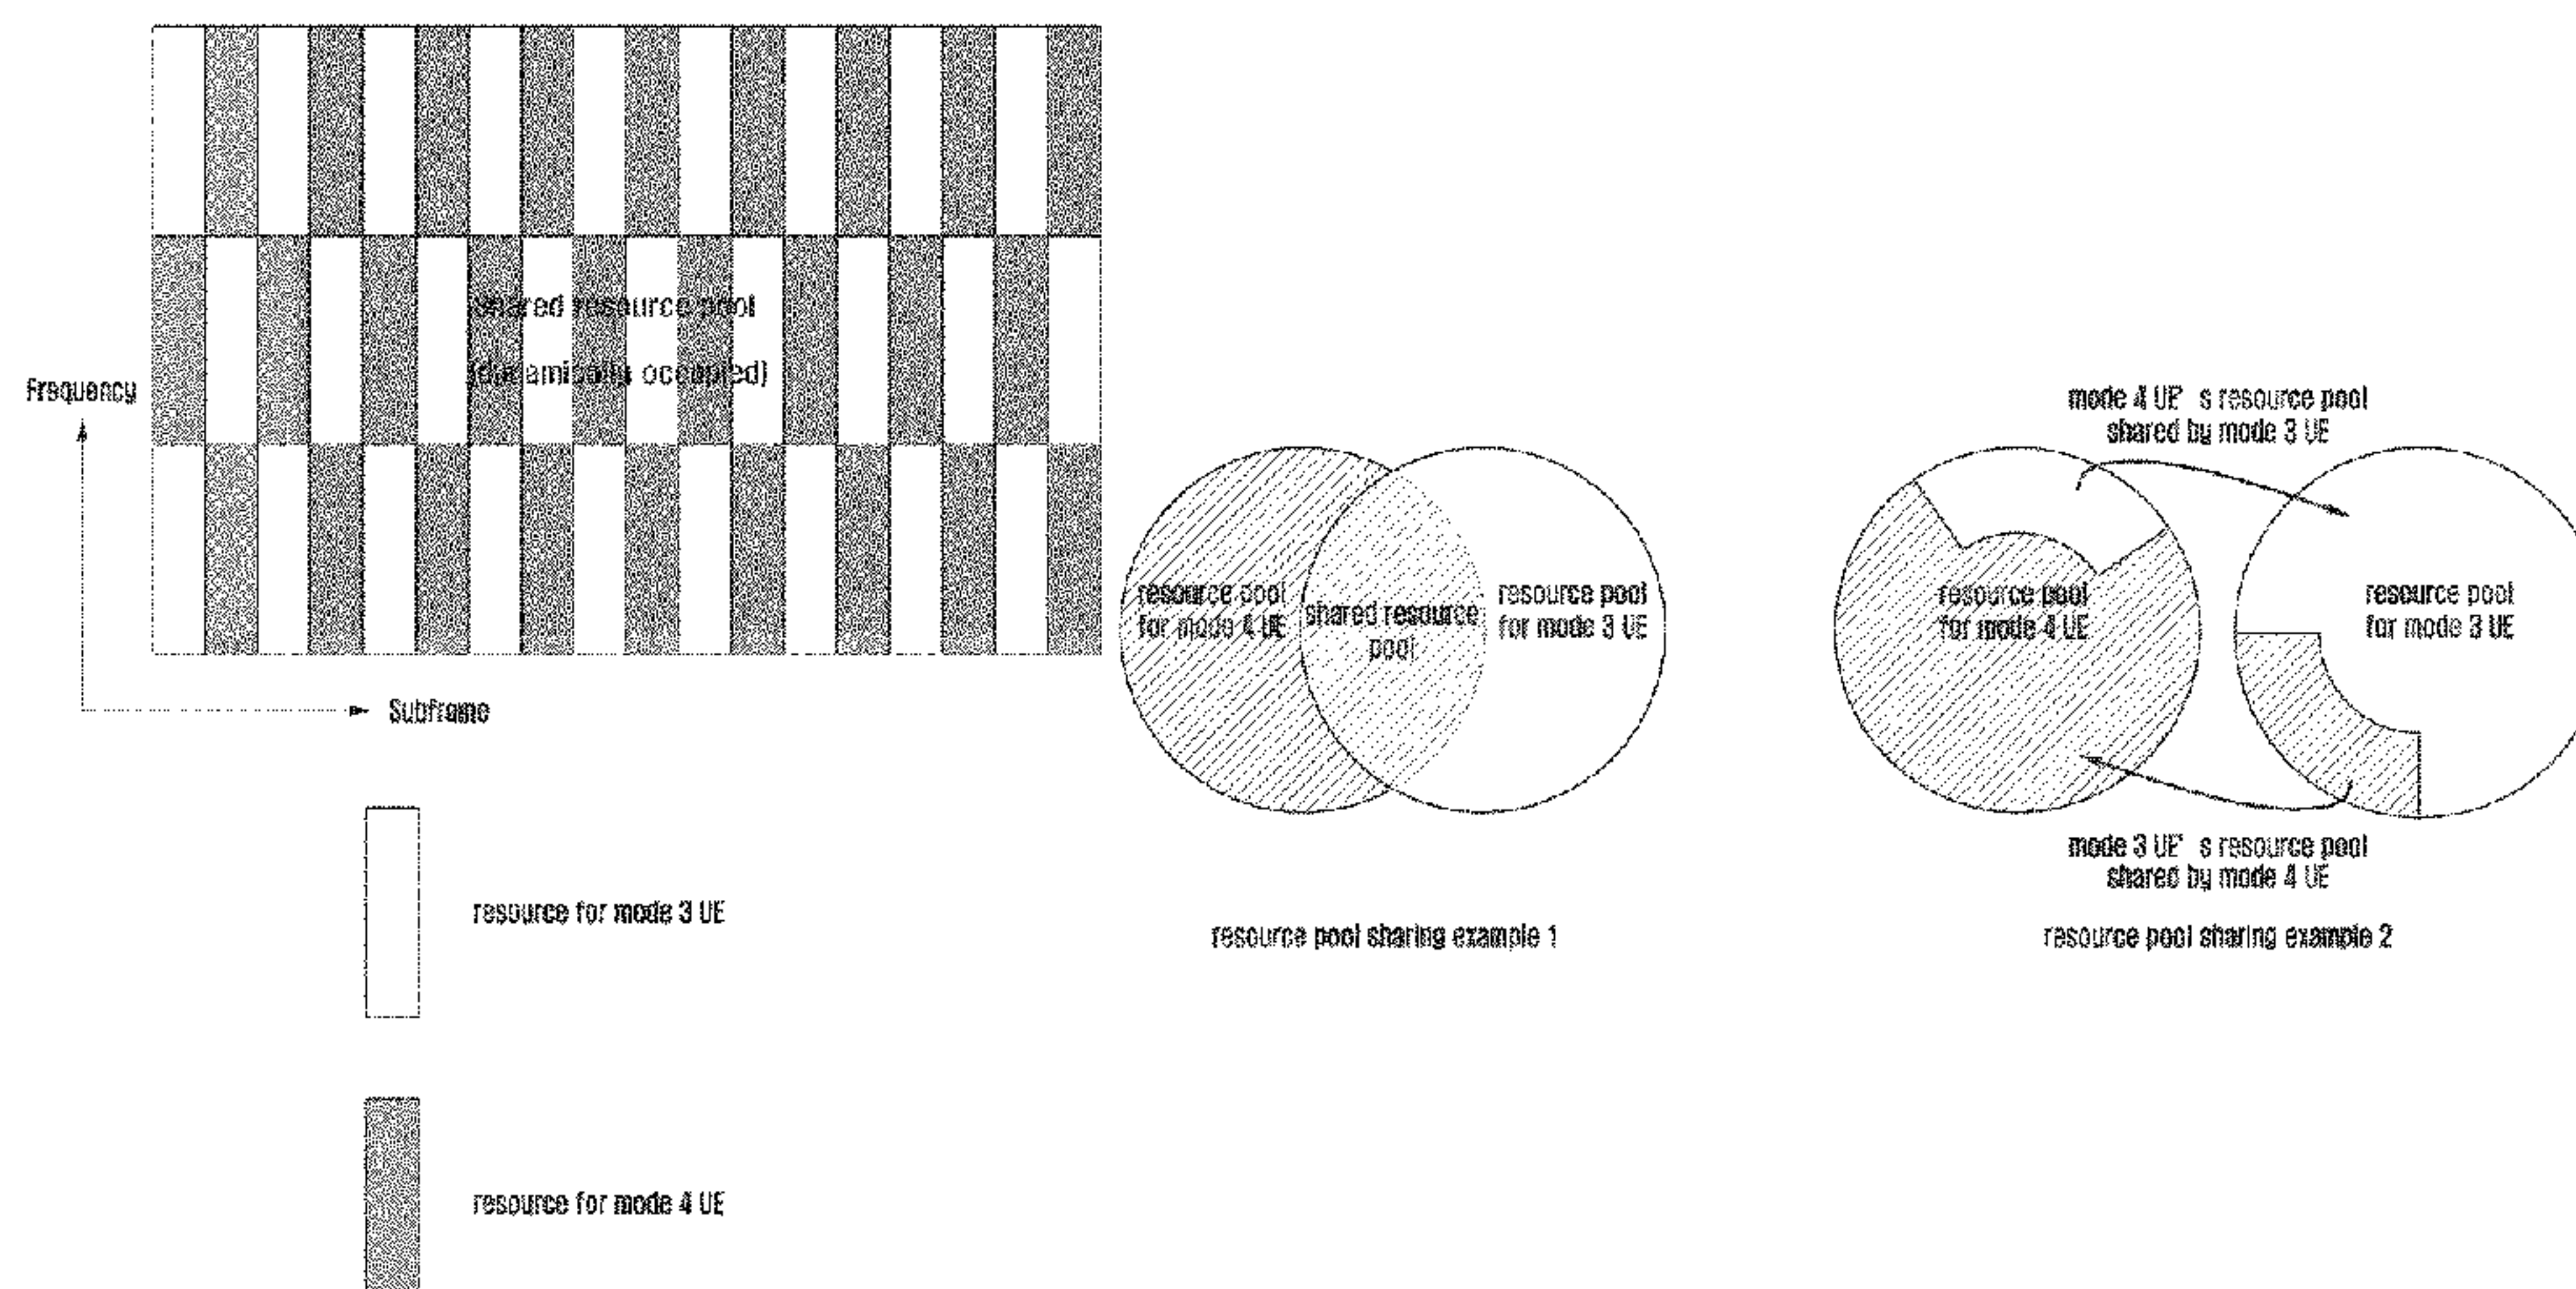 shared resource pool
(dynamically occupied)
Frequency
Subframe
resource for mode 3 UE
resource for mode 4 UE
resource pool
for mode 4 UE
shared resource
pool
resource pool
for mode 3 UE
resource pool sharing example 1
mode 4 UE' s resource pool
shared by mode 3 UE
resource pool
for mode 4 UE
resource pool
for mode 3 UE
mode 3 UE' s resource pool
shared by mode 4 UE
resource pool sharing example 2